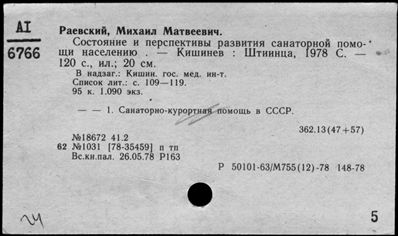 АІ
6766
Раевский, Михаил Матвеевич.
Состояние и перспективы развития санаторной помо-
щи населению . — Кишинев : Штиинца, 1978 С. —
120 с., ил.; 20 см.
В надзаг.: Кишин. гос. мед. ин-т.
Список лит.: с. 109—119.
95 к. 1.090 экз.
— — 1. Санаторно-курортная помощь в СССР.
362.13(47+57)
№18672 41.2
62 №1031 [78-35459] п тп
Вс.кн.пал. 26.05.78 Р163
Р 50101-63/М755(12)-78 148-78
5